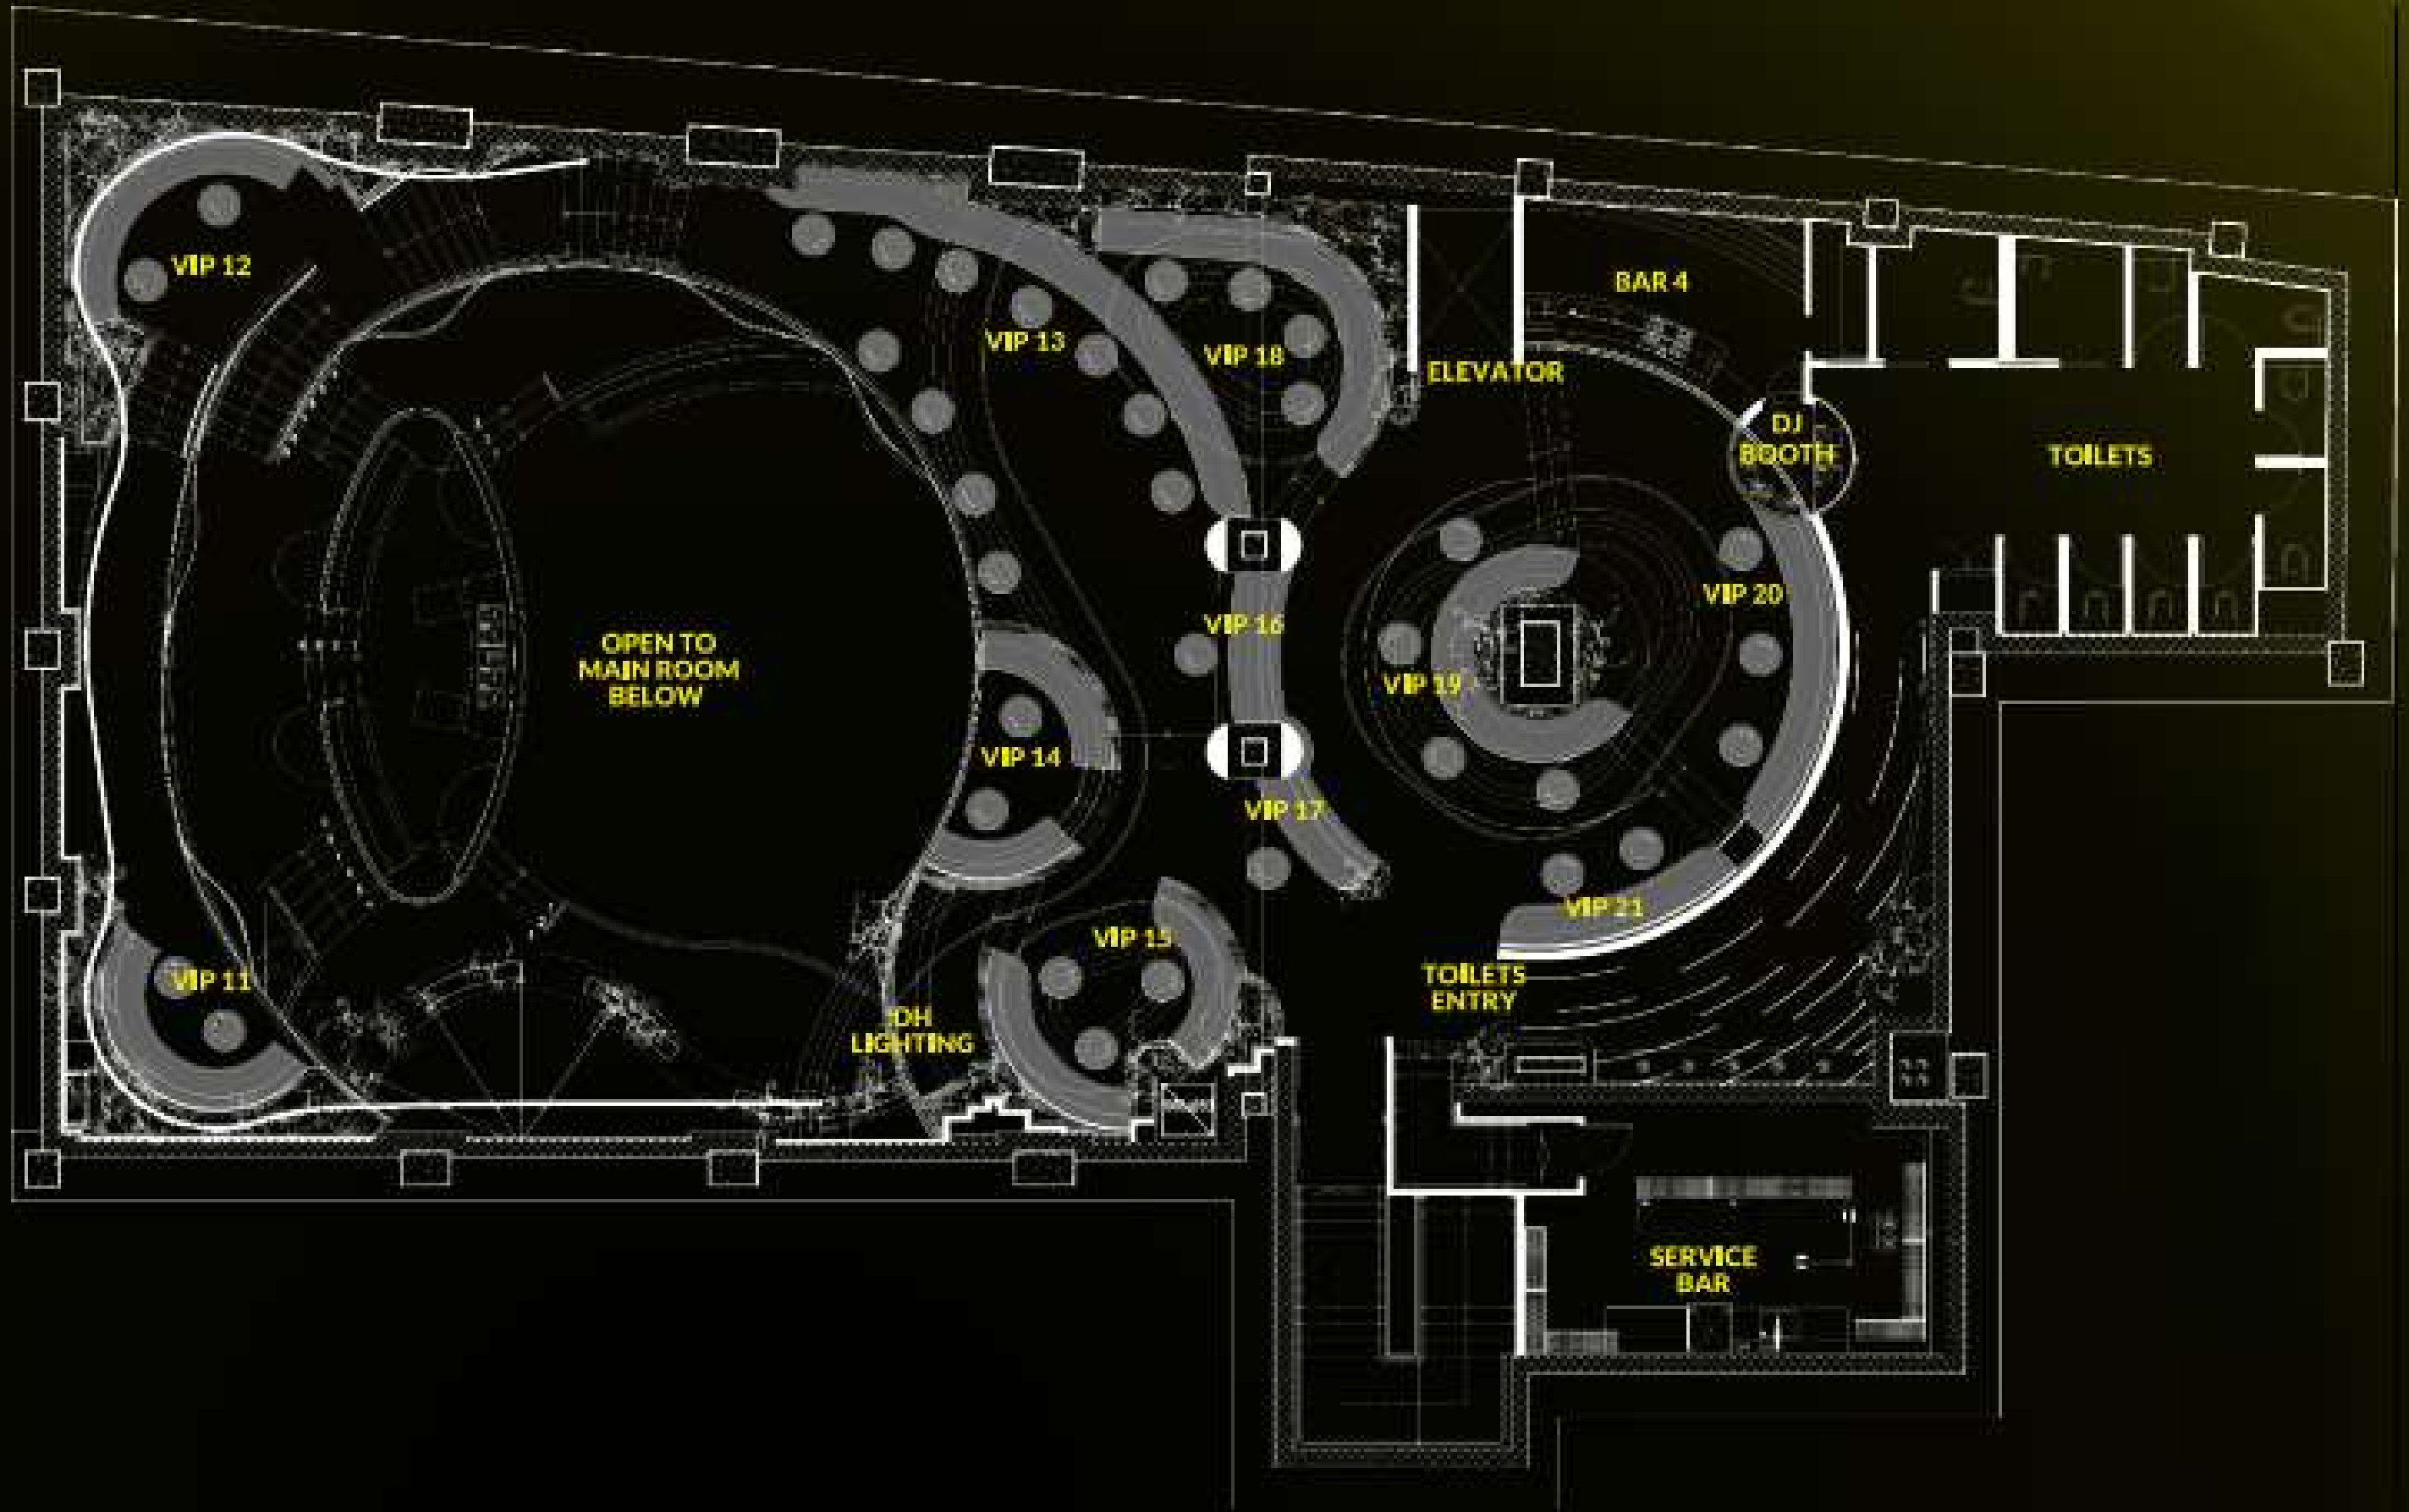 VIP 12
BAR 4
VIP 13
VIP 18
ELEVATOR
DJ
BOOTH
TOILETS
VIP 20
VIP 16
OPEN TO
MAIN ROOM
BELOW
VIP 19
VIP 14
VIP 17
VIP 21
VIP 15
VIP 11
TOILETS
ENTRY
DH
LIGHTING
SERVICE
BAR